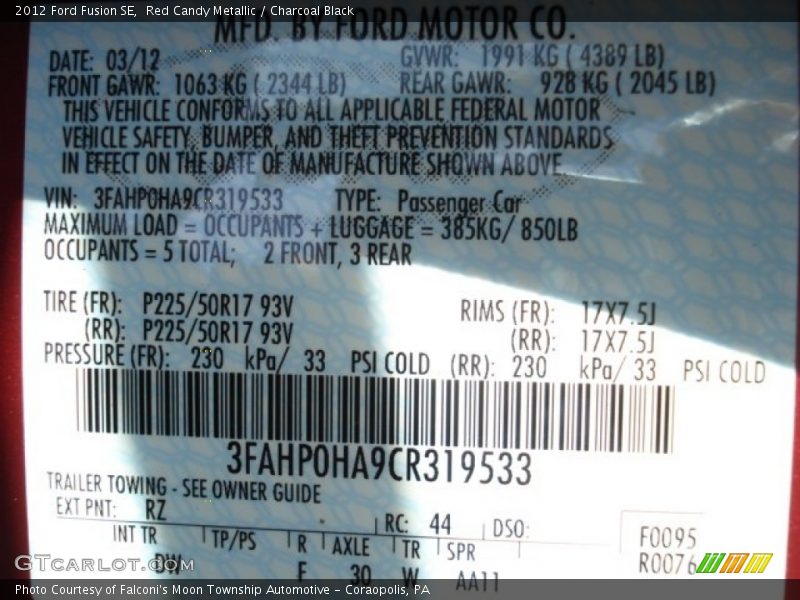 2012 Ford Fusion SE,  Red Candy Metallic / Charcoal Black
MFD. BY FORD MOTOR CO.
DATE: 03/12 GVWR: 1991 KG ( 4389 LB)
FRONT GAWR: 1063 KG ( 2344 LB) REAR GAWR: 928 KG ( 2045 LB)
THIS VEHICLE CONFORMS TO ALL APPLICABLE FEDERAL MOTOR
VEHICLE SAFETY, BUMPER, AND THEFT PREVENTION STANDARDS
IN EFFECT ON THE DATE OF MANUFACTURE SHOWN ABOVE
VIN: 3FAHP0HA9CR319533 TYPE: Passenger Car
MAXIMUM LOAD = OCCUPANTS + LUGGAGE = 385KG/ 850LB
OCCUPANTS = 5 TOTAL; 2 FRONT, 3 REAR
TIRE (FR): P225/50R17 93V RIMS (FR): 17X7.5J
(RR): P225/50R17 93V (RR): 17X7.5J
PRESSURE (FR): 230 kPa/ 33 PSI COLD (RR): 230 kPa/ 33 PSI COLD
3FAHP0HA9CR319533
TRAILER TOWING - SEE OWNER GUIDE
EXT PNT: RZ RC: 44 DSO: F0095
INT TR TP/PS R AXLE TR SPR R0076
DW F 30 W AA11
GTCarlot.com
Photo Courtesy of Falconi's Moon Township Automotive – Coraopolis, PA